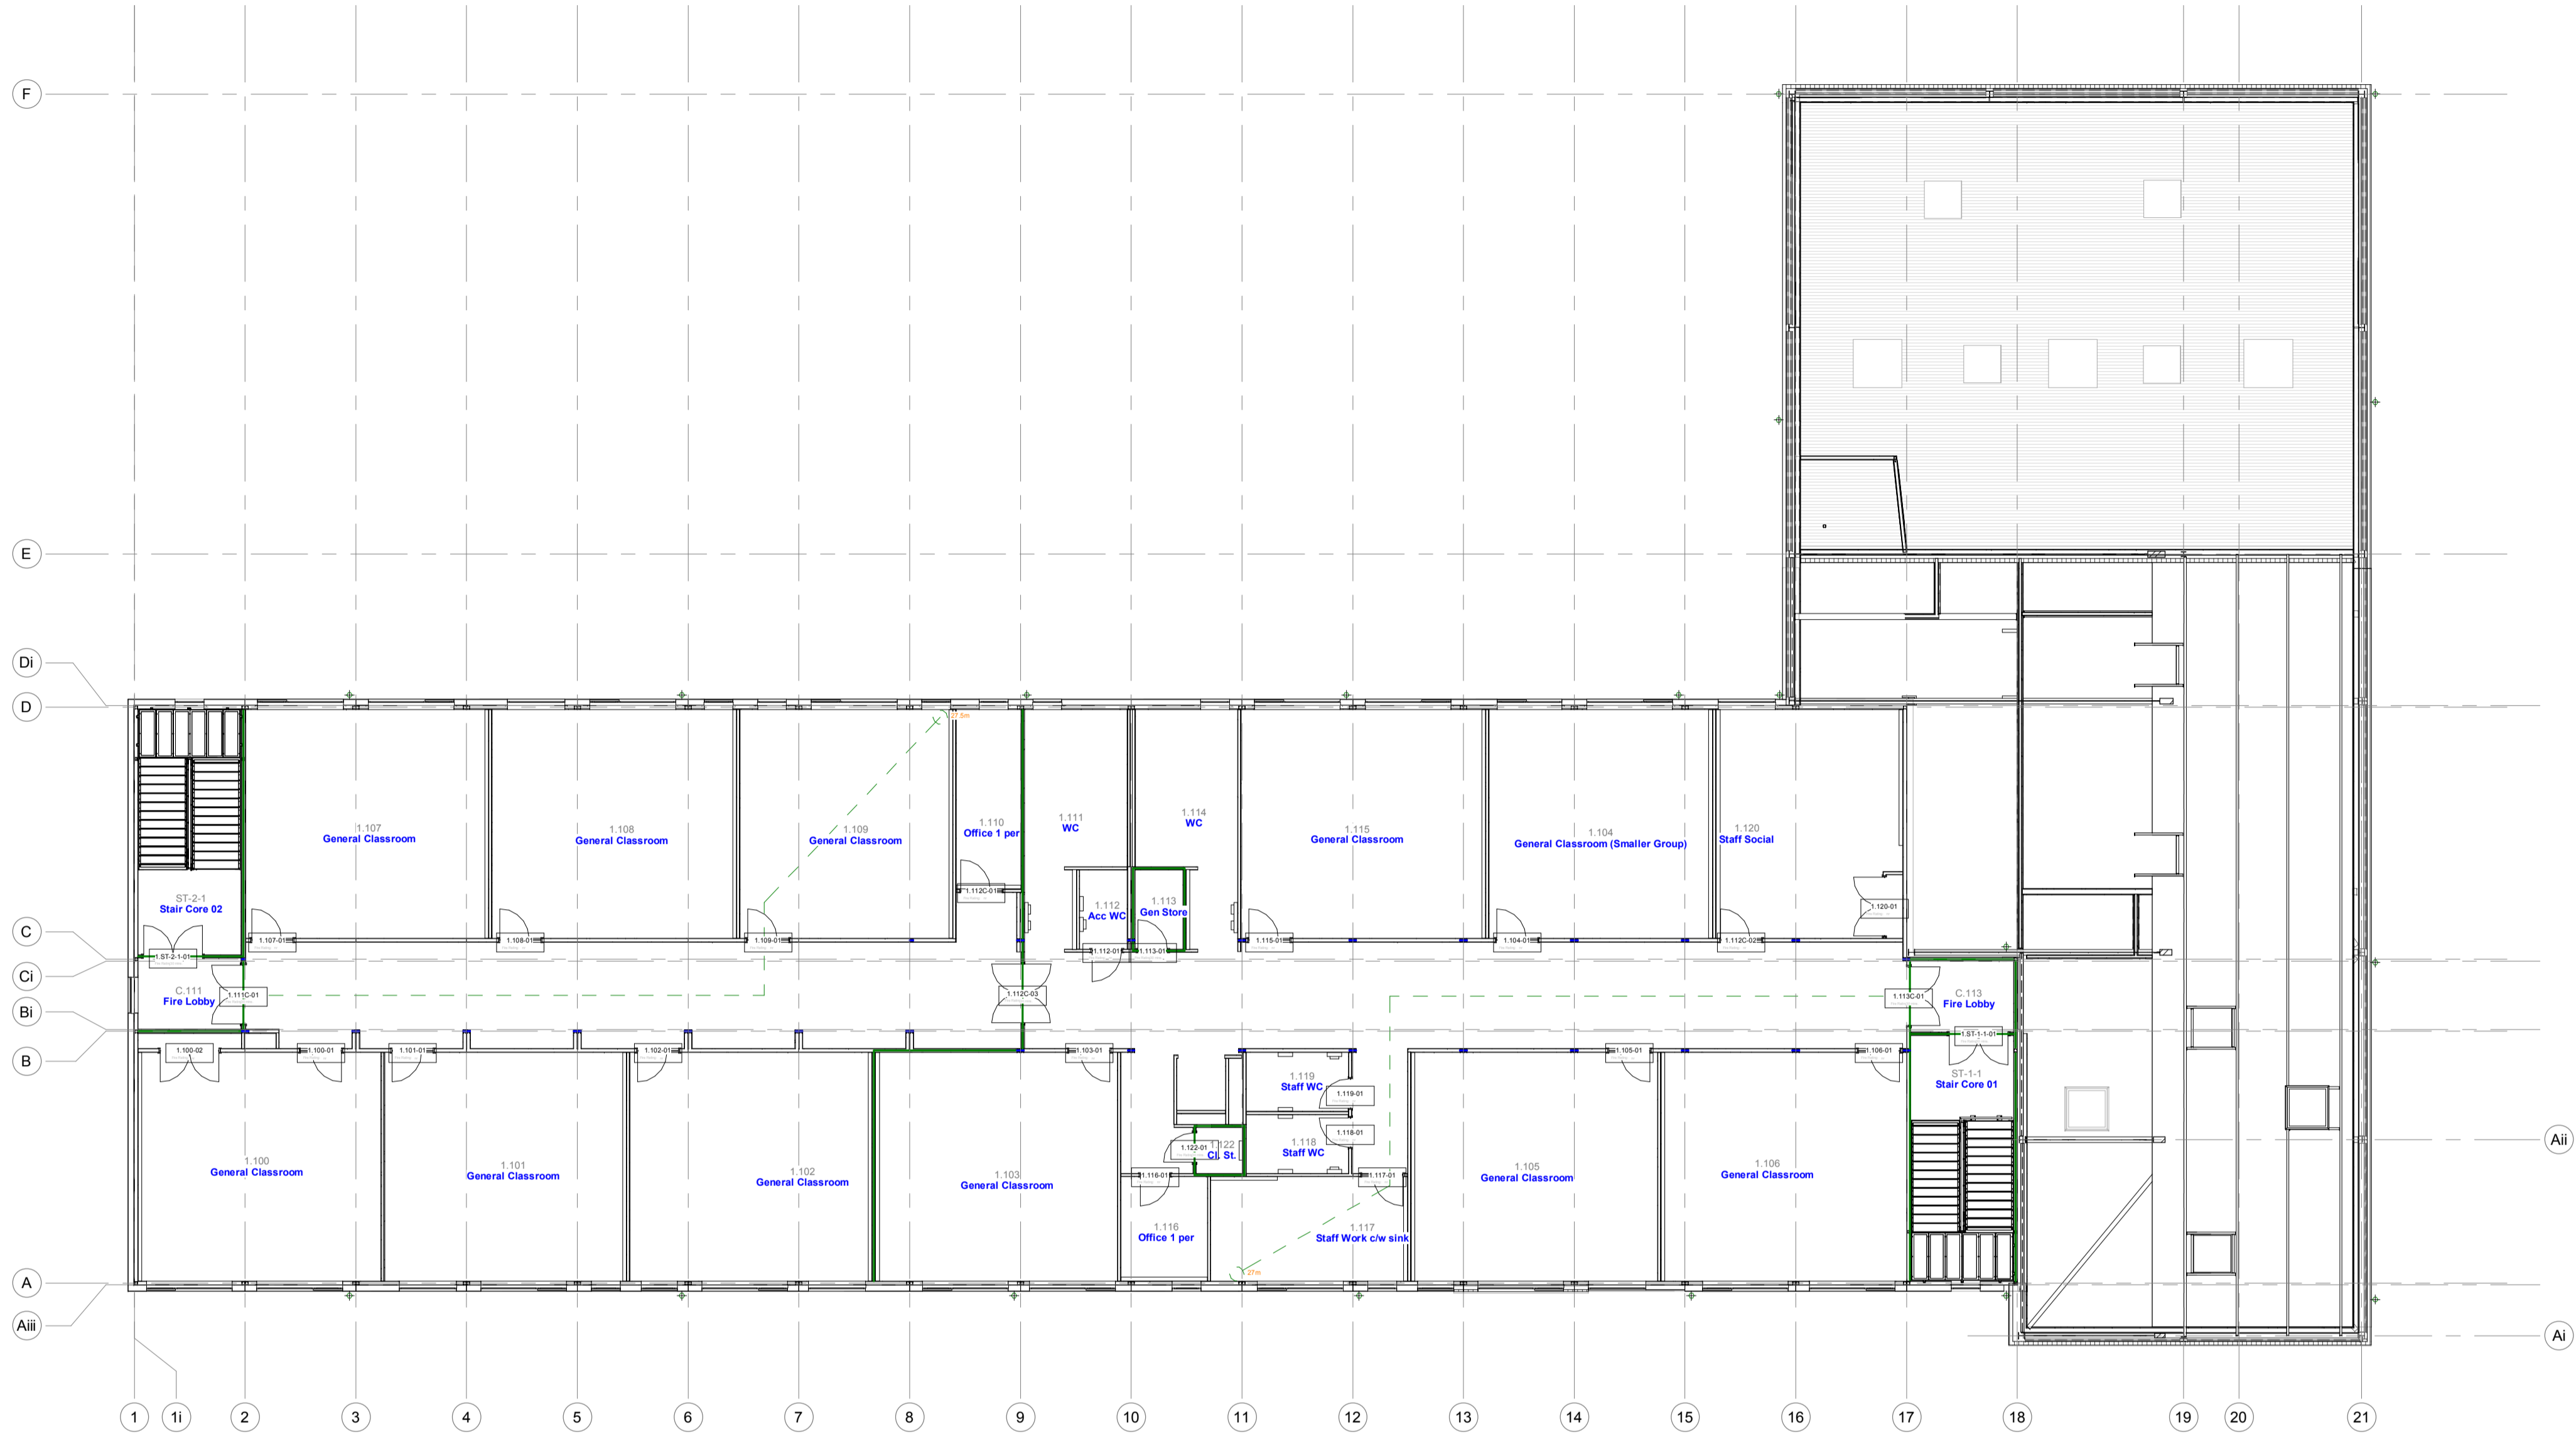 F
E
Di
D
27.5m
1.107
General Classroom
1.108
General Classroom
1.109
General Classroom
1.110
Office 1 per
1.111
WC
1.114
WC
1.115
General Classroom
1.104
General Classroom (Smaller Group)
1.120
Staff Social
ST-2-1
Stair Core 02
1.112C-01
1.112
Acc WC
1.113
Gen Store
1.120-01
C
1.107-01
1.108-01
1.109-01
1.112-01
1.113-01
1.115-01
1.104-01
1.112C-02
1.ST-2-1-01
Ci
C.111
Fire Lobby
1.111C-01
1.112C-03
1.113C-01
C.113
Fire Lobby
Bi
1.ST-1-1-01
B
1.100-02
1.100-01
1.101-01
1.102-01
1.103-01
1.105-01
1.106-01
1.119
Staff WC
1.119-01
ST-1-1
Stair Core 01
1.118-01
1.118
Staff WC
1.122-01
1.122
Cl. St.
Aii
1.100
General Classroom
1.101
General Classroom
1.102
General Classroom
1.103
General Classroom
1.116-01
1.117-01
1.105
General Classroom
1.106
General Classroom
1.116
Office 1 per
1.117
Staff Work c/w sink
27m
A
Aiii
Ai
1
1i
2
3
4
5
6
7
8
9
10
11
12
13
14
15
16
17
18
19
20
21